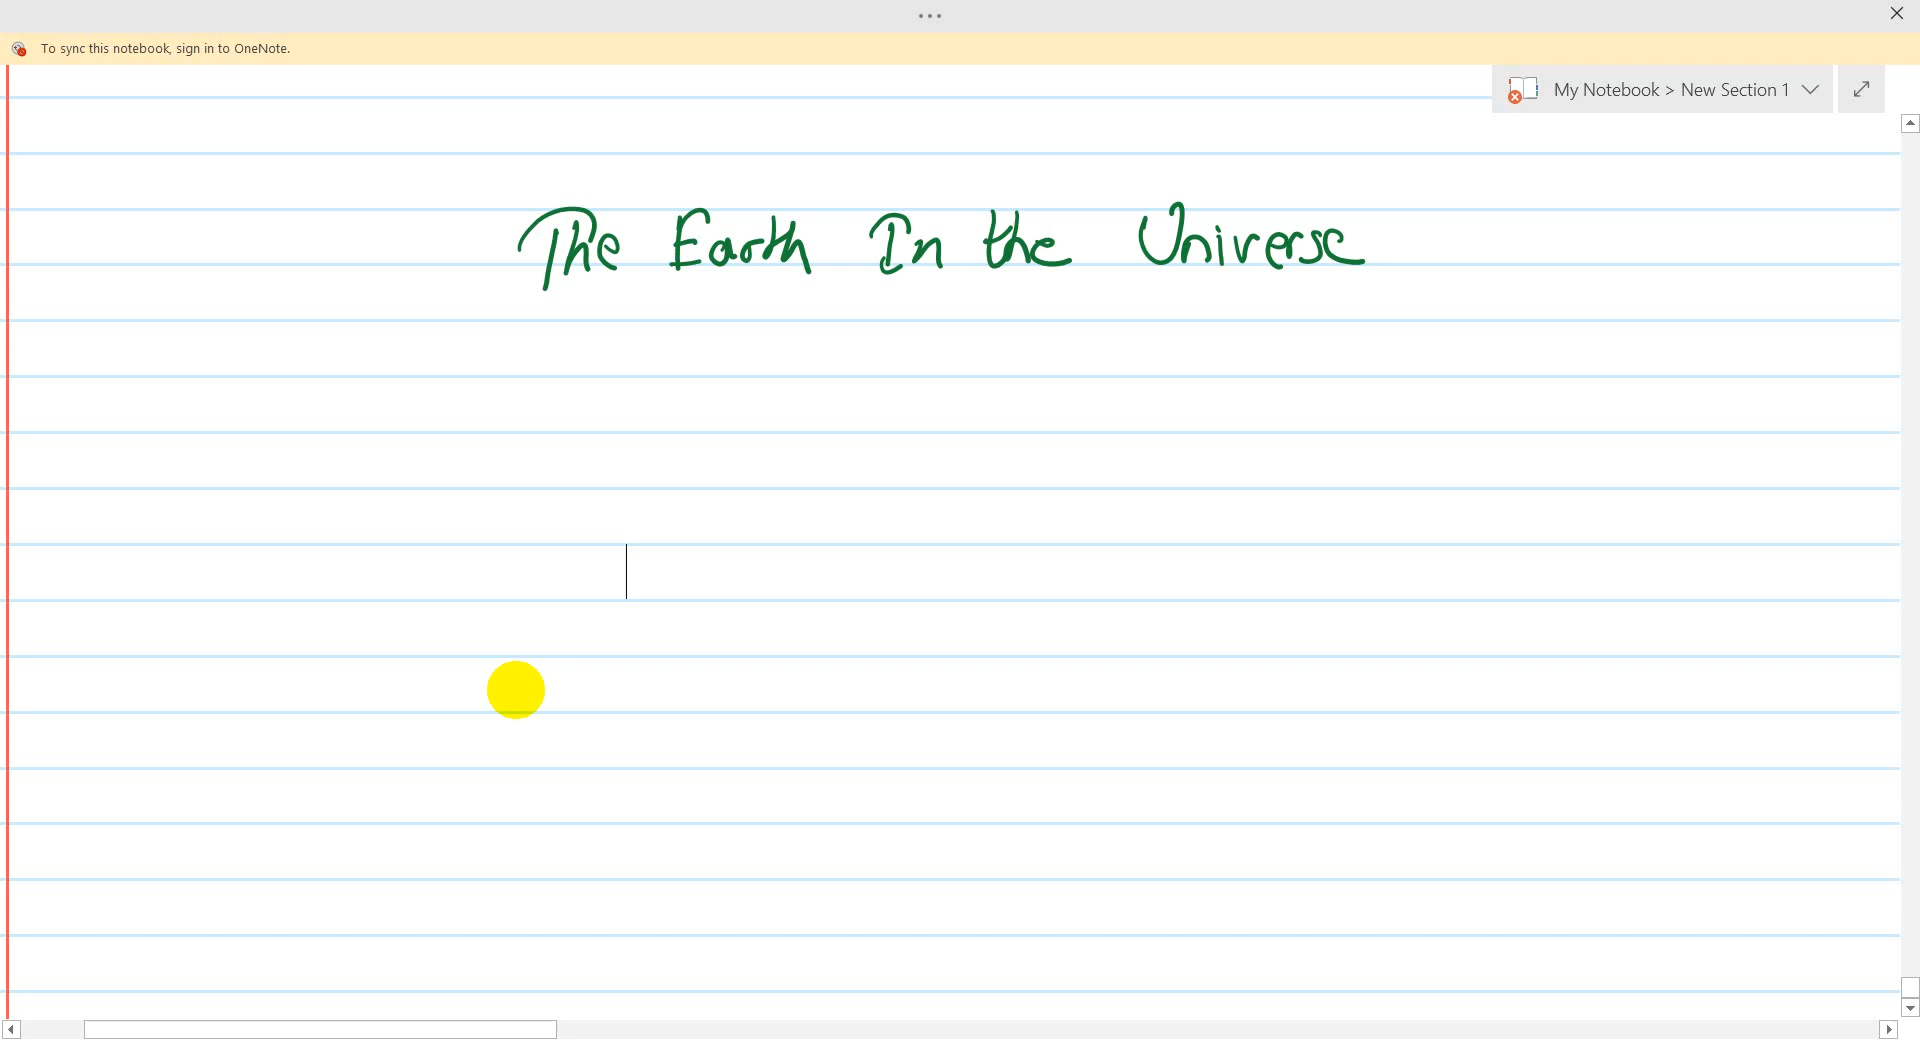 To sync this notebook, sign in to OneNote.
My Notebook > New Section 1
The Earth In the Universe